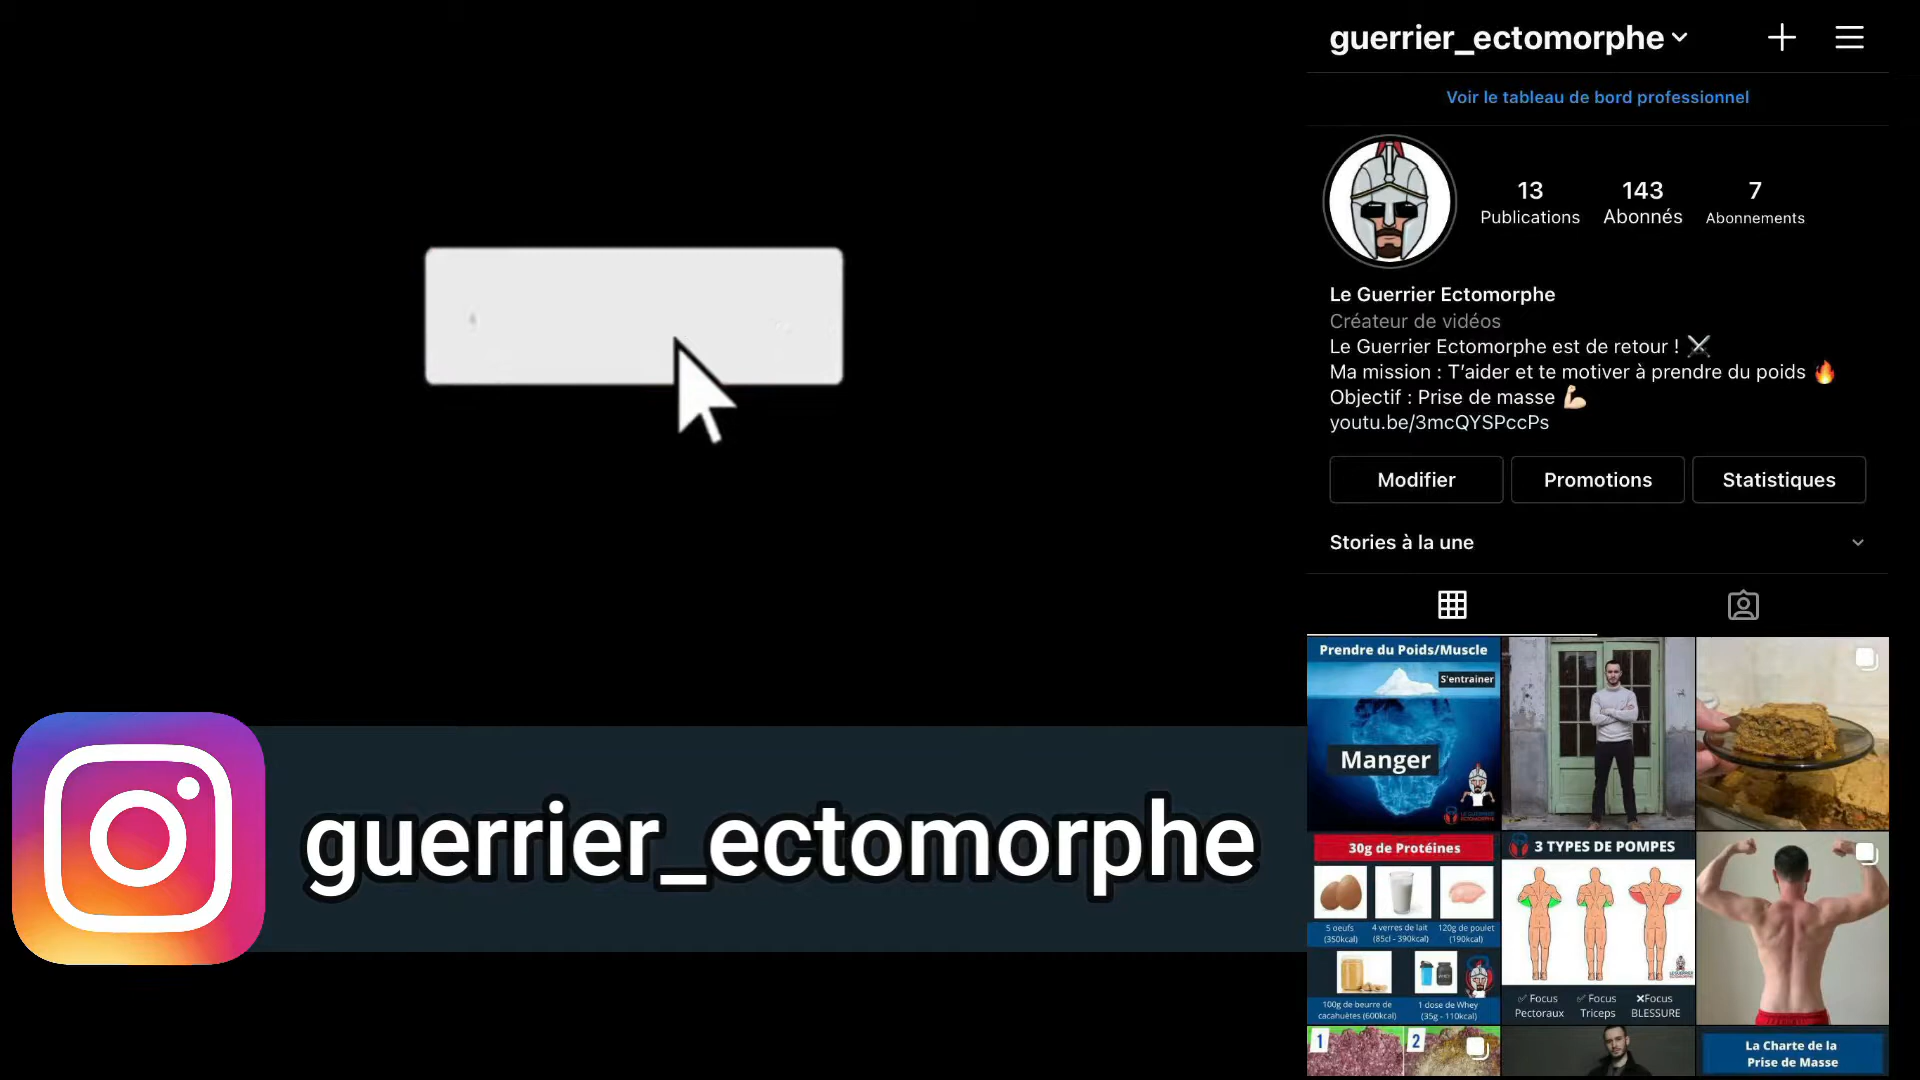 guerrier_ectomorphe
Voir le tableau de bord professionnel
13
Publications
143
Abonnés
7
Abonnements
Le Guerrier Ectomorphe
Créateur de vidéos
Le Guerrier Ectomorphe est de retour ! ⚔
Ma mission : T'aider et te motiver à prendre du poids 🔥
Objectif : Prise de masse 💪🏻
youtu.be/3mcQYSPccPs
Modifier
Promotions
Statistiques
Stories à la une
guerrier_ectomorphe
Prendre du Poids/Muscle
S'entrainer
Manger
30g de Protéines
5 oeufs
(350kcal)
4 verres de lait
(85cl - 390kcal)
120g de poulet
(190kcal)
100g de beurre de
cacahuètes (600kcal)
1 dose de Whey
(35g - 110kcal)
3 TYPES DE POMPES
✅ Focus
Pectoraux
✅ Focus
Triceps
❌Focus
BLESSURE
1
2
La Charte de la
Prise de Masse